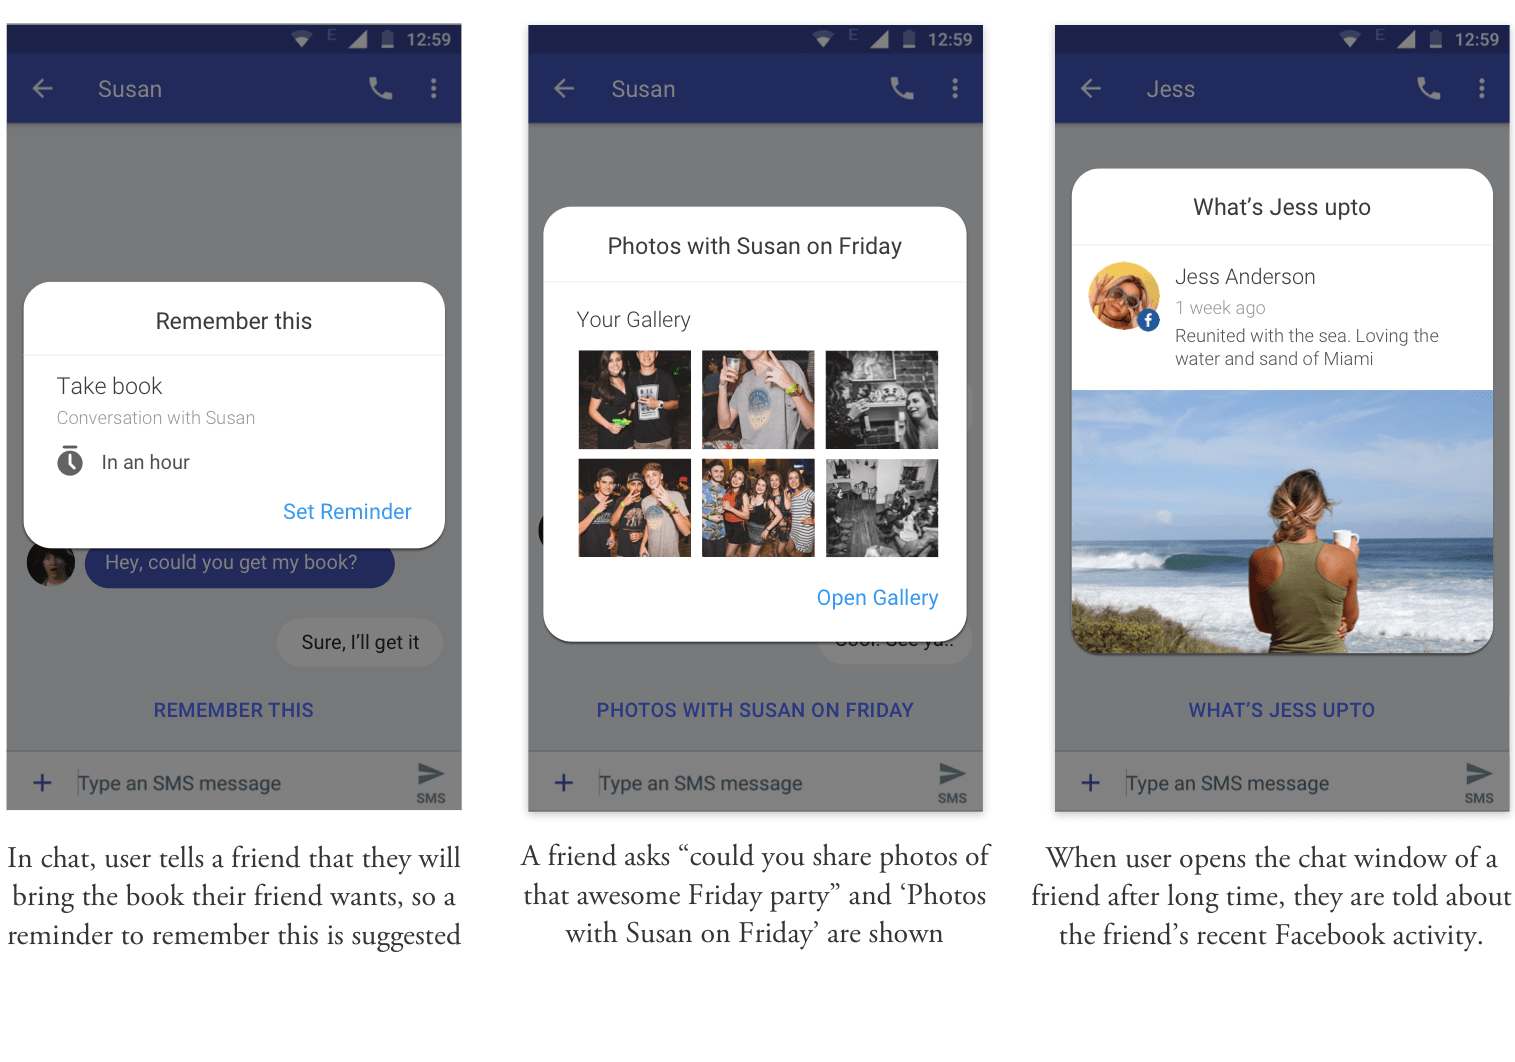 E 12:59
Susan
Remember this
Take book
Conversation with Susan
In an hour
Set Reminder
Hey, could you get my book?
Sure, I'll get it
REMEMBER THIS
Type an SMS message
SMS
In chat, user tells a friend that they will
bring the book their friend wants, so a
reminder to remember this is suggested
E 12:59
Susan
Photos with Susan on Friday
Your Gallery
Open Gallery
Cool! See ya..
PHOTOS WITH SUSAN ON FRIDAY
Type an SMS message
SMS
A friend asks “could you share photos of
that awesome Friday party” and ‘Photos
with Susan on Friday’ are shown
E 12:59
Jess
What’s Jess upto
Jess Anderson
1 week ago
f
Reunited with the sea. Loving the
water and sand of Miami
WHAT’S JESS UPTO
Type an SMS message
SMS
When user opens the chat window of a
friend after long time, they are told about
the friend’s recent Facebook activity.